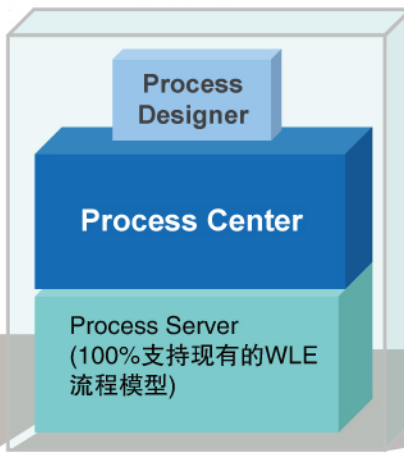 Process
Designer
Process Center
Process Server
(100%支持现有的WLE
流程模型)